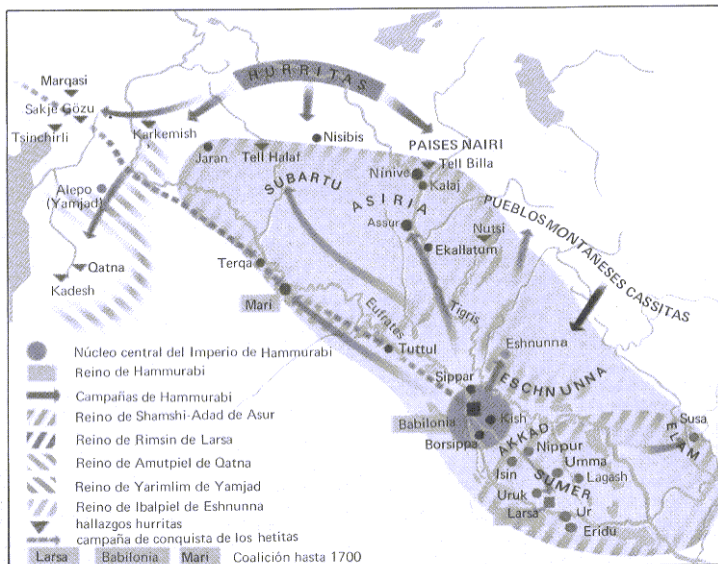 HURRITAS
Marqasi
Sakje Gözu
Tsinchirli
Karkemish
Nisibis
PAISES NAIRI
Jaran
Tell Halaf
Tell Billa
Nínive
Kalaj
SUBARTU
ASIRIA
Alepo
(Yamjad)
PUEBLOS MONTAÑESES CASSITAS
Nutsi
Assur
Ekallatum
Terqa
Qatna
Kadesh
Mari
Eufrates
Tigris
Tuttul
Eshnunna
Sippar
ESCHNUNNA
Babilonia
Kish
Borsippa
AKKAD
Nippur
Susa
ELAM
Isin
Umma
SUMER
Lagash
Uruk
Larsa
Ur
Eridu
Núcleo central del Imperio de Hammurabi
Reino de Hammurabi
Campañas de Hammurabi
Reino de Shamshi-Adad de Asur
Reino de Rimsin de Larsa
Reino de Amutpiel de Qatna
Reino de Yarimlim de Yamjad
Reino de Ibalpiel de Eshnunna
hallazgos hurritas
campaña de conquista de los hetitas
Larsa Babilonia Mari Coalición hasta 1700